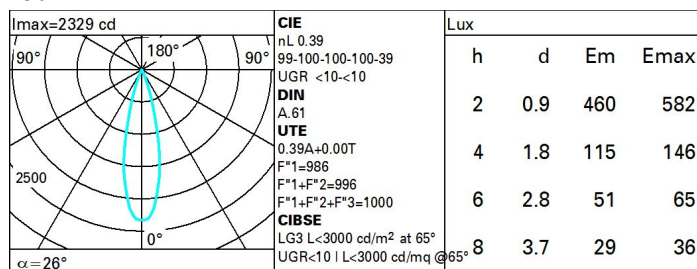 Imax=2329 cd
90°
180°
90°
2500
0°
α=26°
CIE
nL 0.39
99-100-100-100-39
UGR <10-<10
DIN
A.61
UTE
0.39A+0.00T
F"1=986
F"1+F"2=996
F"1+F"2+F"3=1000
CIBSE
LG3 L<3000 cd/m² at 65°
UGR<10 | L<3000 cd/mq @65°
Lux
h d Em Emax
2 0.9 460 582
4 1.8 115 146
6 2.8 51 65
8 3.7 29 36